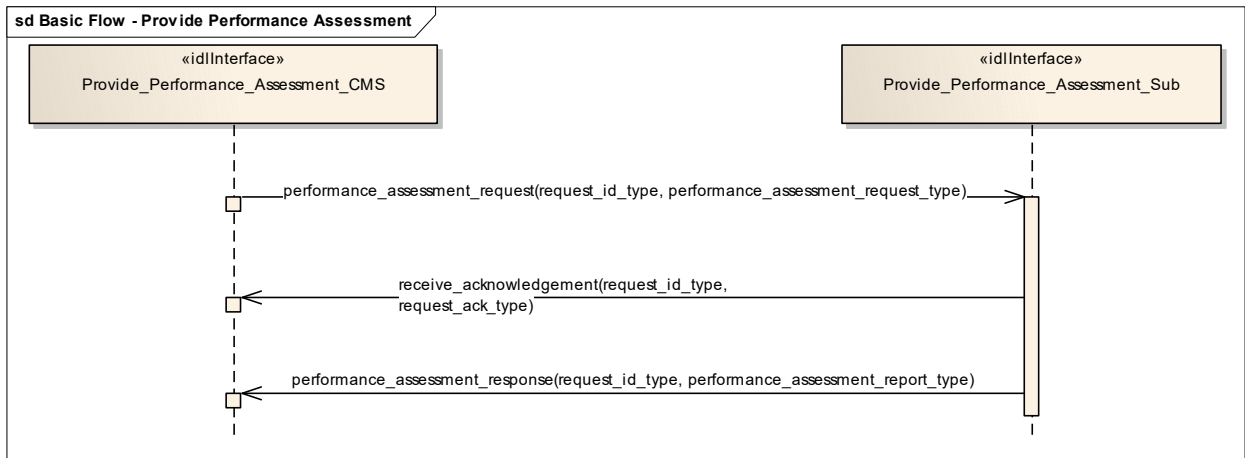 sd Basic Flow - Provide Performance Assessment
«idlInterface»
Provide_Performance_Assessment_CMS
«idlInterface»
Provide_Performance_Assessment_Sub
performance_assessment_request(request_id_type, performance_assessment_request_type)
receive_acknowledgement(request_id_type,
request_ack_type)
performance_assessment_response(request_id_type, performance_assessment_report_type)